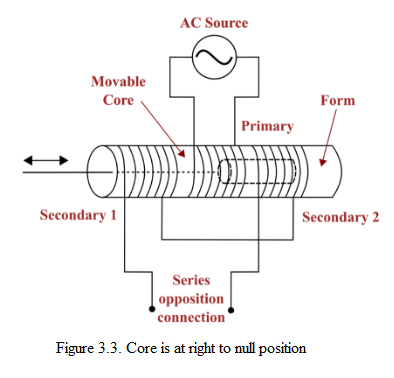 AC Source
Movable
Core
Form
Primary
Secondary 1
Secondary 2
Series
opposition
connection
Figure 3.3. Core is at right to null position